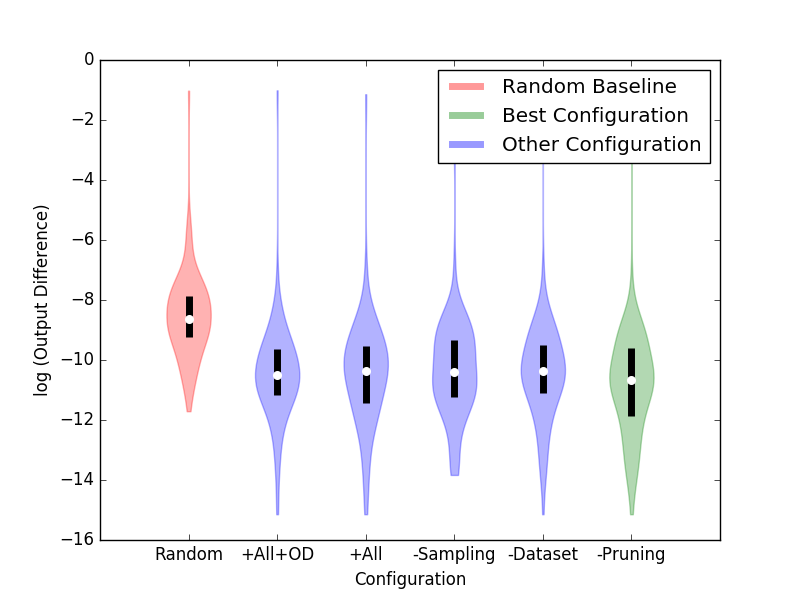 0
−2
−4
−6
−8
−10
−12
−14
−16
log (Output Difference)
Random Baseline
Best Configuration
Other Configuration
Random +All+OD +All -Sampling -Dataset -Pruning
Configuration